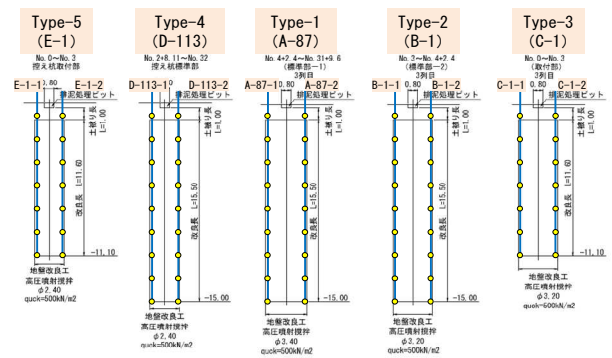 Type-5
(E-1)
No. 0～No. 3
控え杭取付部
E-1-1
0.80
E-1-2
排泥処理ピット
土被り長
L=1.00
改良長 L=11.60
-11.10
地盤改良工
高圧噴射撹拌
φ2.40
quck=500kN/m2
Type-4
(D-113)
No. 2+8.11～No. 32
控え杭標準部
D-113-1
D-113-2
排泥処理ピット
土被り長
L=1.00
改良長 L=15.50
-15.00
地盤改良工
高圧噴射撹拌
φ2.40
quck=500kN/m2
Type-1
(A-87)
No. 4+2.4～No. 31+9.6
(標準部-1)
3列目
A-87-1
0.80
A-87-2
排泥処理ピット
土被り長
L=1.00
改良長 L=15.50
-15.00
地盤改良工
高圧噴射撹拌
φ3.40
quck=500kN/m2
Type-2
(B-1)
No. 3～No. 4+2.4
(標準部-2)
3列目
B-1-1
0.80
B-1-2
排泥処理ピット
土被り長
L=1.00
改良長 L=15.50
-15.00
地盤改良工
高圧噴射撹拌
φ3.20
quck=500kN/m2
Type-3
(C-1)
No. 0～No. 3
(取付部)
3列目
C-1-1
0.80
C-1-2
排泥処理ピット
土被り長
L=1.00
改良長 L=11.60
-11.10
地盤改良工
高圧噴射撹拌
φ3.20
quck=500kN/m2